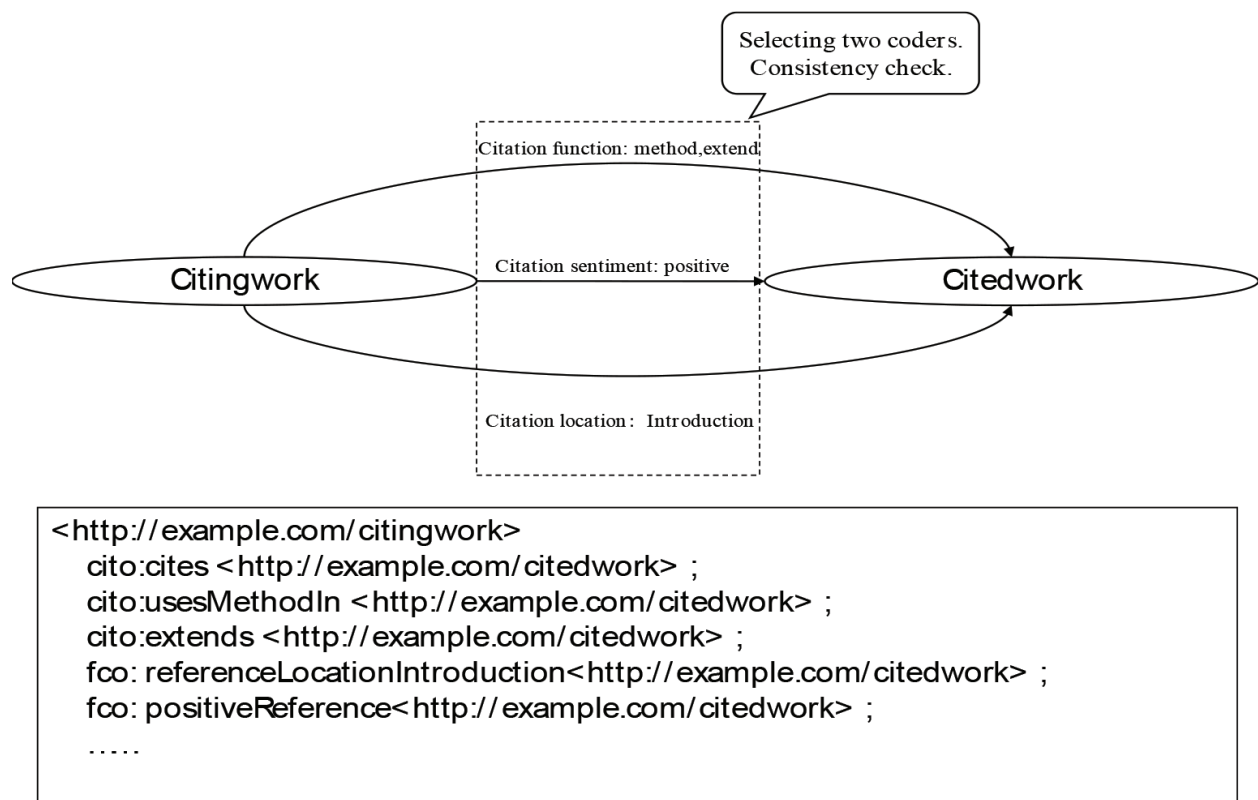 Selecting two coders.
Consistency check.
Citation function: method,extend
Citingwork
Citation sentiment: positive
Citedwork
Citation location: Introduction
<http://example.com/citingwork>
cito:cites <http://example.com/citedwork> ;
cito:usesMethodIn <http://example.com/citedwork> ;
cito:extends <http://example.com/citedwork> ;
fco: referenceLocationIntroduction<http://example.com/citedwork> ;
fco: positiveReference<http://example.com/citedwork> ;
.....